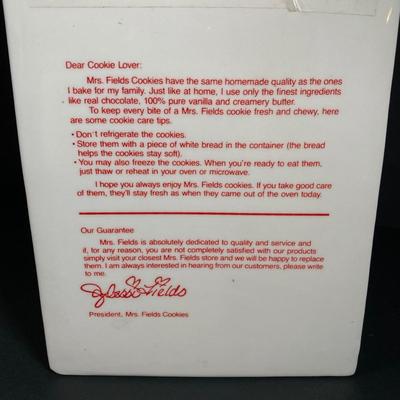 Dear Cookie Lover:
Mrs. Fields Cookies have the same homemade quality as the ones
I bake for my family. Just like at home, I use only the finest ingredients
like real chocolate, 100% pure vanilla and creamery butter.
To keep every bite of a Mrs. Fields cookie fresh and chewy, here
are some cookie care tips.
• Don't refrigerate the cookies.
• Store them with a piece of white bread in the container (the bread
helps the cookies stay soft).
• You may also freeze the cookies. When you're ready to eat them,
just thaw or reheat in your oven or microwave.
I hope you always enjoy Mrs. Fields cookies. If you take good care
of them, they'll stay fresh as when they came out of the oven today.
Our Guarantee
Mrs. Fields is absolutely dedicated to quality and service and
if, for any reason, you are not completely satisfied with our products
simply visit your closest Mrs. Fields store and we will be happy to replace
them. I am always interested in hearing from our customers, please write
to me.
Fields
President, Mrs. Fields Cookies